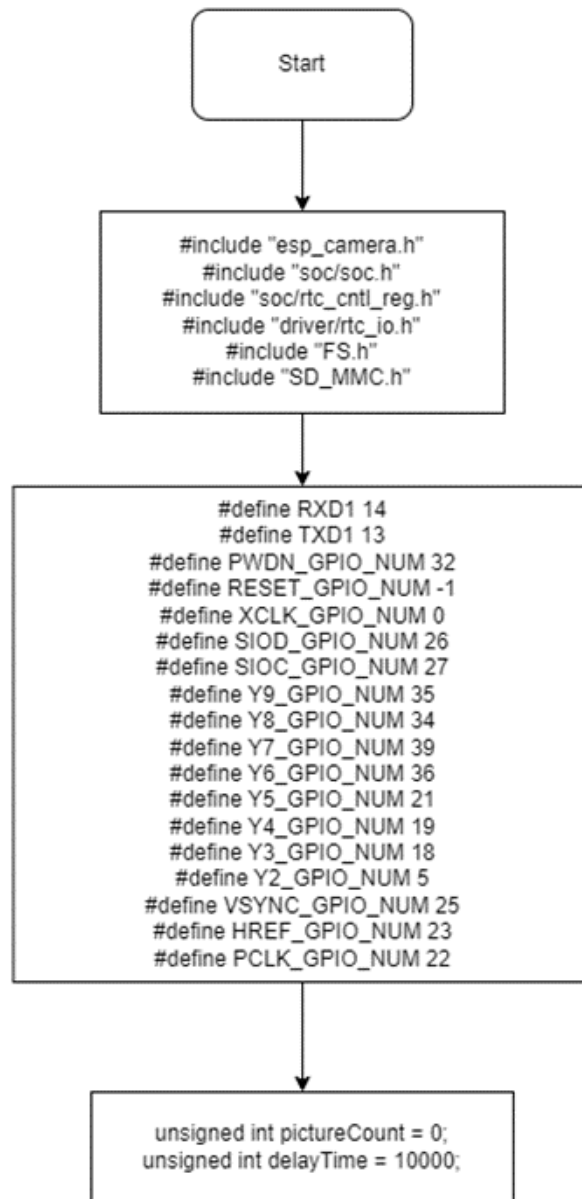 Start
#include "esp_camera.h"
#include "soc/soc.h"
#include "soc/rtc_cntl_reg.h"
#include "driver/rtc_io.h"
#include "FS.h"
#include "SD_MMC.h"
#define RXD1 14
#define TXD1 13
#define PWDN_GPIO_NUM 32
#define RESET_GPIO_NUM -1
#define XCLK_GPIO_NUM 0
#define SIOD_GPIO_NUM 26
#define SIOC_GPIO_NUM 27
#define Y9_GPIO_NUM 35
#define Y8_GPIO_NUM 34
#define Y7_GPIO_NUM 39
#define Y6_GPIO_NUM 36
#define Y5_GPIO_NUM 21
#define Y4_GPIO_NUM 19
#define Y3_GPIO_NUM 18
#define Y2_GPIO_NUM 5
#define VSYNC_GPIO_NUM 25
#define HREF_GPIO_NUM 23
#define PCLK_GPIO_NUM 22
unsigned int pictureCount = 0;
unsigned int delayTime = 10000;